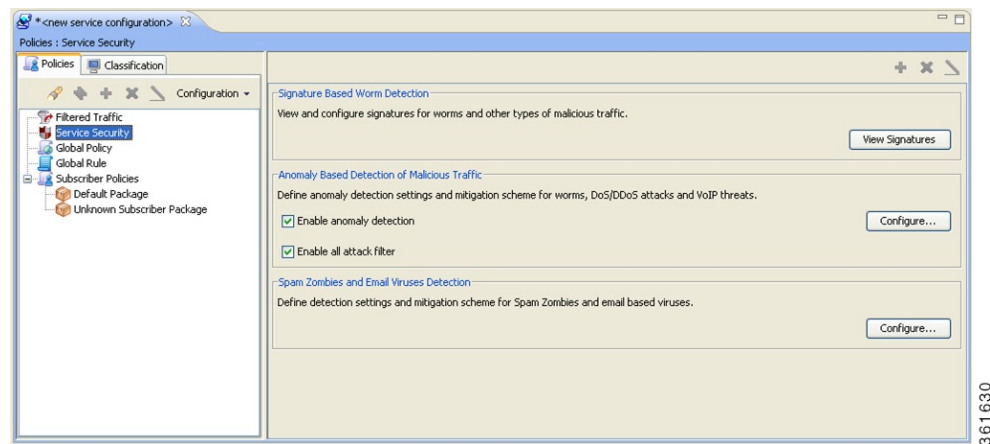 *<new service configuration>
Policies : Service Security
Policies
Classification
Configuration
Filtered Traffic
Service Security
Global Policy
Global Rule
Subscriber Policies
Default Package
Unknown Subscriber Package
Signature Based Worm Detection
View and configure signatures for worms and other types of malicious traffic.
View Signatures
Anomaly Based Detection of Malicious Traffic
Define anomaly detection settings and mitigation scheme for worms, DoS/DDoS attacks and VoIP threats.
Enable anomaly detection
Configure...
Enable all attack filter
Spam Zombies and Email Viruses Detection
Define detection settings and mitigation scheme for Spam Zombies and email based viruses.
Configure...
361630